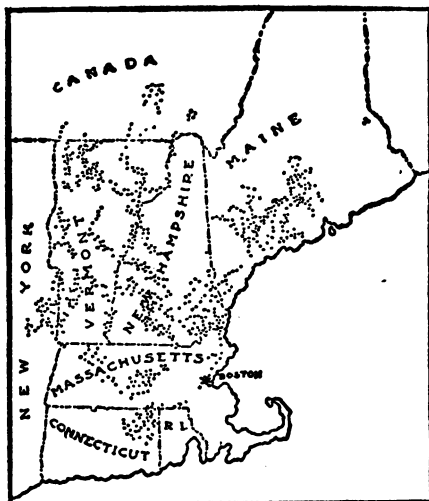 CANADA
MAINE
NEW HAMPSHIRE
VERMONT
NEW YORK
MASSACHUSETTS
BOSTON
CONNECTICUT
R I.